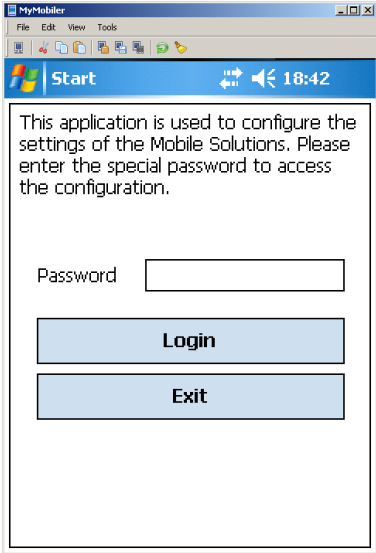 MyMobiler
File Edit View Tools
Start 18:42
This application is used to configure the
settings of the Mobile Solutions. Please
enter the special password to access
the configuration.
Password
Login
Exit